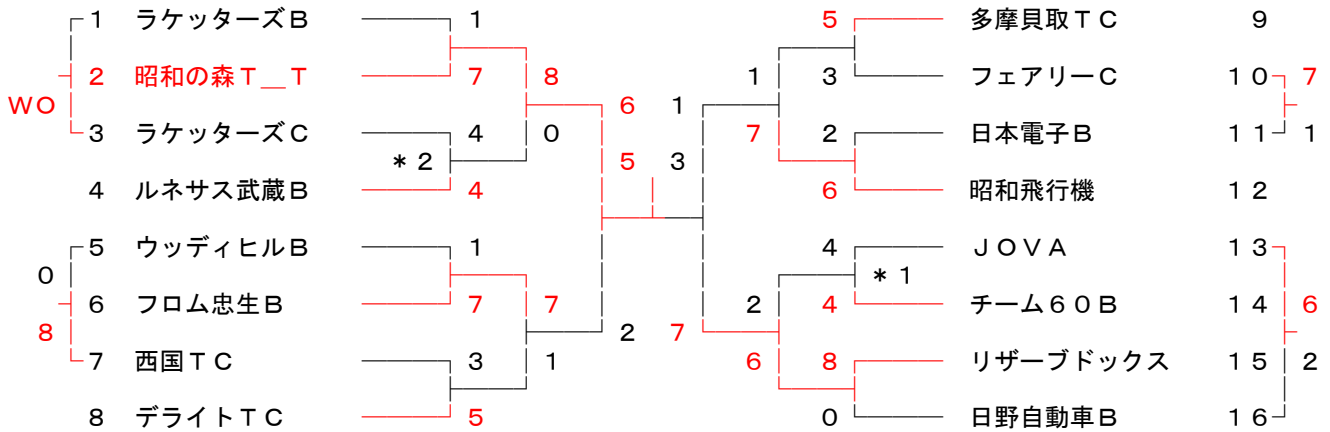 1 ラケッターズB 1 5 多摩貝取TC 9
2 昭和の森T__T 7 8 1 3 フェアリーC 10 7
WO 6 1
3 ラケッターズC 4 0 7 2 日本電子B 11 1
*2 5 3
4 ルネサス武蔵B 4 6 昭和飛行機 12
5 ウッディヒルB 1 4 JOVA 13
0 *1
6 フロム忠生B 7 7 2 4 チーム60B 14 6
8 2 7
7 西国TC 3 1 6 8 リザーブドックス 15 2
8 デライトTC 5 0 日野自動車B 16